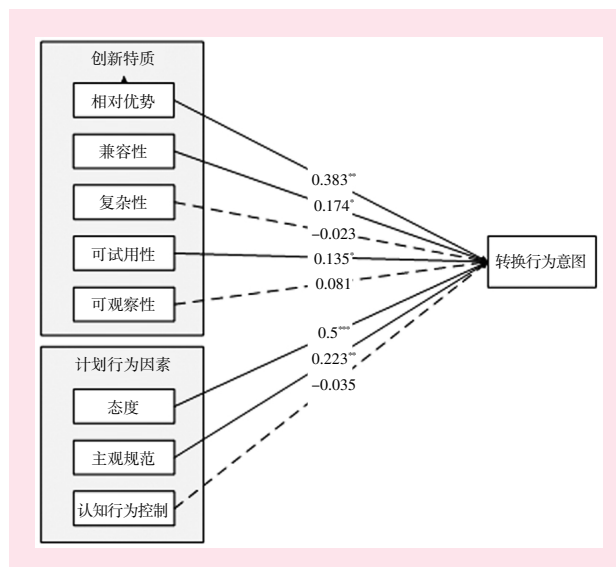 创新特质
相对优势
兼容性
复杂性
可试用性
可观察性
0.383**
0.174*
-0.023
0.135*
0.081
转换行为意图
计划行为因素
态度
主观规范
认知行为控制
0.5***
0.223**
-0.035